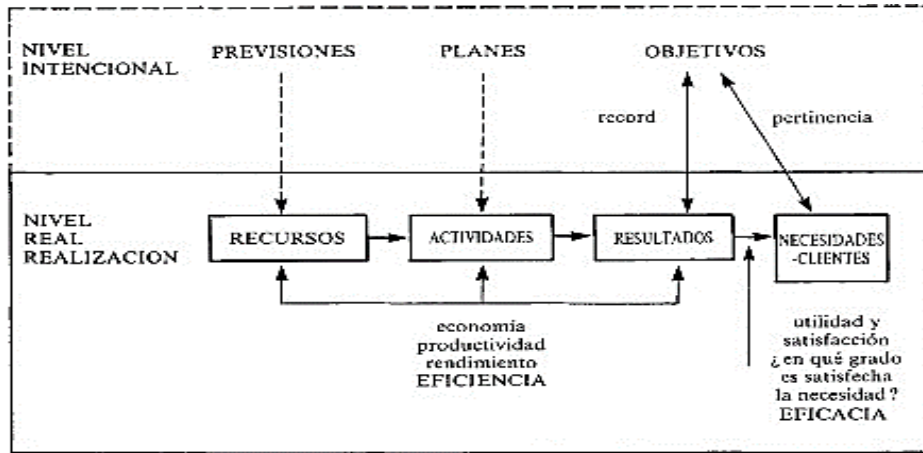 NIVEL
INTENCIONAL
PREVISIONES
PLANES
OBJETIVOS
record
pertinencia
NIVEL
REAL
REALIZACION
RECURSOS
ACTIVIDADES
RESULTADOS
NECESIDADES
-CLIENTES
economía
productividad
rendimiento
EFICIENCIA
utilidad y
satisfacción
¿en qué grado
es satisfecha
la necesidad?
EFICACIA